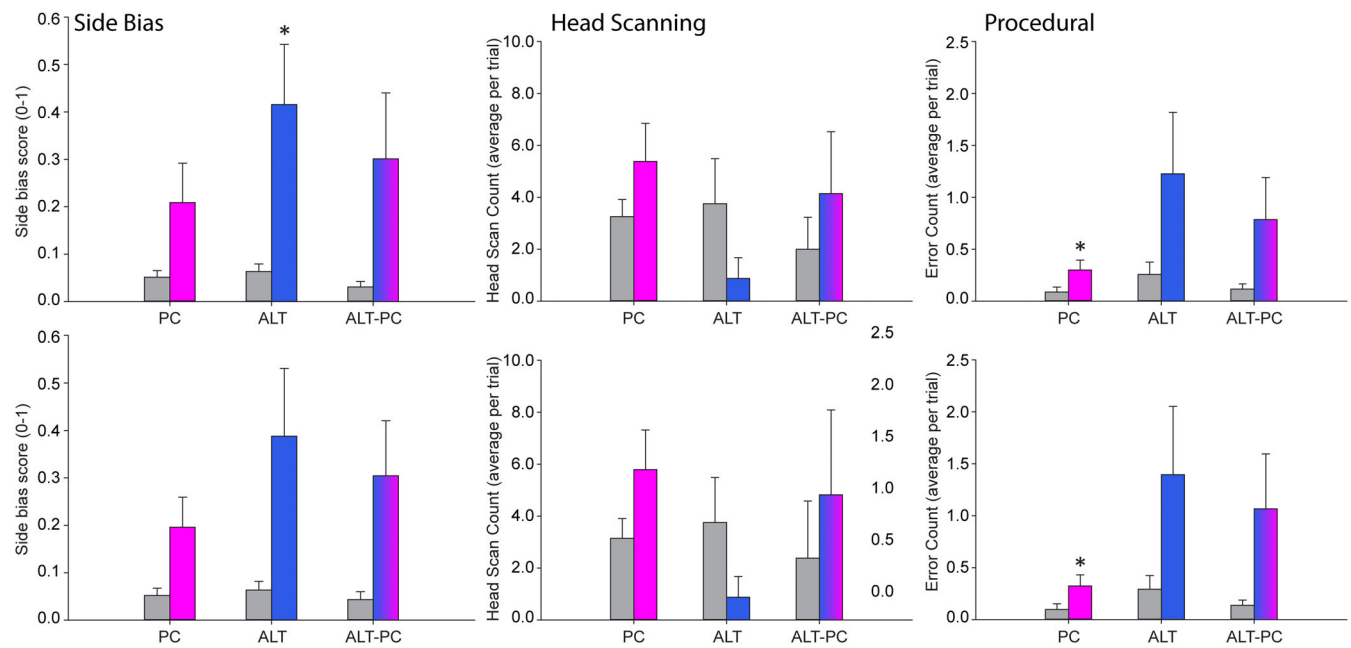 Side Bias
Side bias score (0-1)
0.6
0.5
0.4
0.3
0.2
0.1
0.0
*
PC
ALT
ALT-PC
Head Scanning
Head Scan Count (average per trial)
10.0
8.0
6.0
4.0
2.0
0.0
PC
ALT
ALT-PC
Procedural
Error Count (average per trial)
2.5
2.0
1.5
1.0
0.5
0.0
*
PC
ALT
ALT-PC
Side bias score (0-1)
0.6
0.5
0.4
0.3
0.2
0.1
0.0
PC
ALT
ALT-PC
Head Scan Count (average per trial)
10.0
8.0
6.0
4.0
2.0
0.0
PC
ALT
ALT-PC
2.5
2.0
1.5
1.0
0.5
0.0
Error Count (average per trial)
2.5
2.0
1.5
1.0
0.5
0.0
*
PC
ALT
ALT-PC